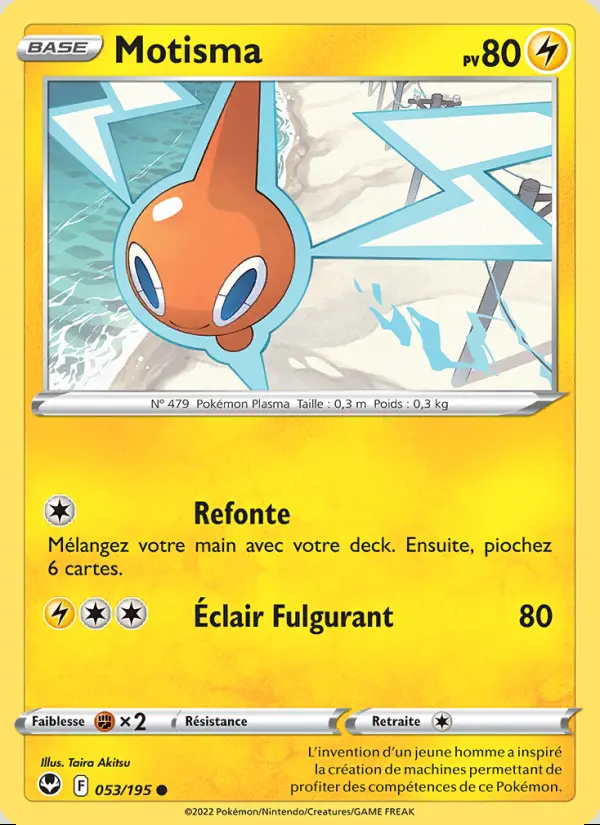 BASE Motisma PV80
N° 479 Pokémon Plasma Taille : 0,3 m Poids : 0,3 kg
Refonte
Mélangez votre main avec votre deck. Ensuite, piochez
6 cartes.
Éclair Fulgurant 80
Faiblesse ×2 Résistance Retraite
Illus. Taira Akitsu
F 053/195
L'invention d'un jeune homme a inspiré
la création de machines permettant de
profiter des compétences de ce Pokémon.
©2022 Pokémon/Nintendo/Creatures/GAME FREAK